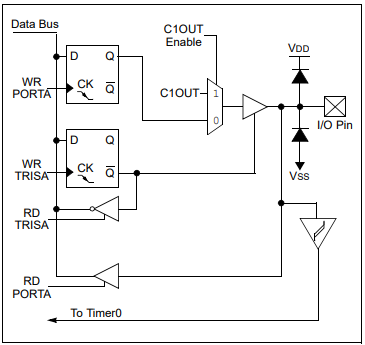 Data Bus
C1OUT
Enable
VDD
D
Q
WR
PORTA
CK
Q
C1OUT
1
0
I/O Pin
D
Q
WR
TRISA
CK
Q
VSS
RD
TRISA
RD
PORTA
To Timer0